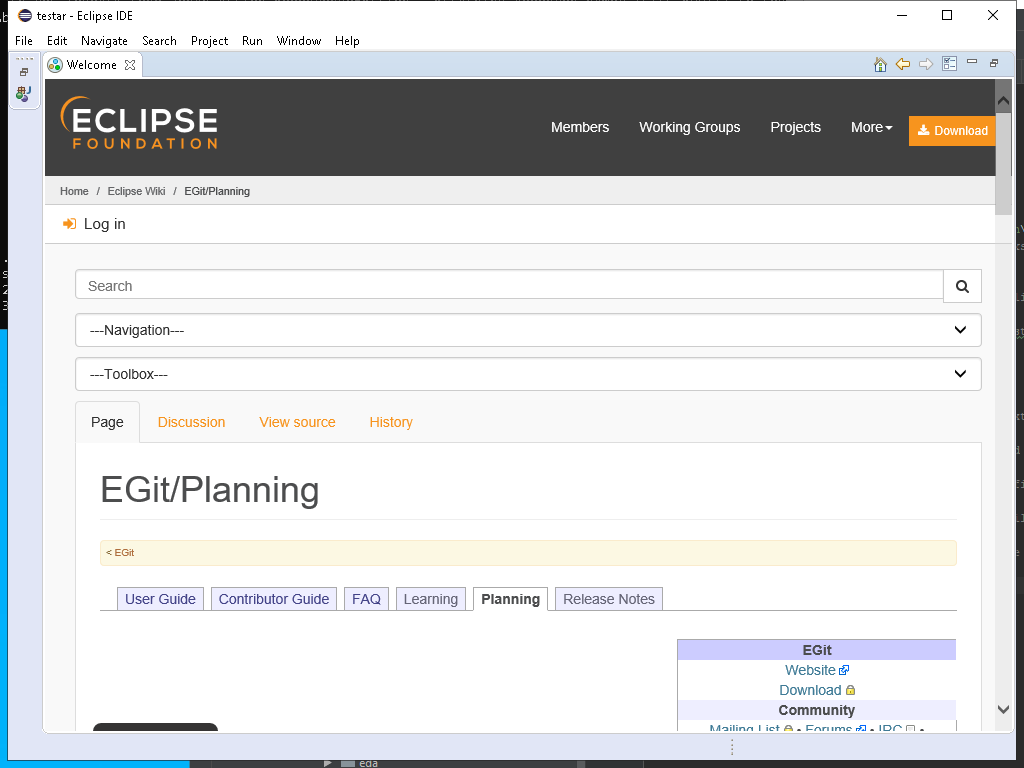 testar - Eclipse IDE
File Edit Navigate Search Project Run Window Help
Welcome
ECLIPSE
FOUNDATION
Members Working Groups Projects More Download
Home / Eclipse Wiki / EGit/Planning
Log in
Search
---Navigation---
---Toolbox---
Page Discussion View source History
EGit/Planning
< EGit
User Guide Contributor Guide FAQ Learning Planning Release Notes
EGit
Website
Download
Community
Mailing List • Forums • IRC •
eda